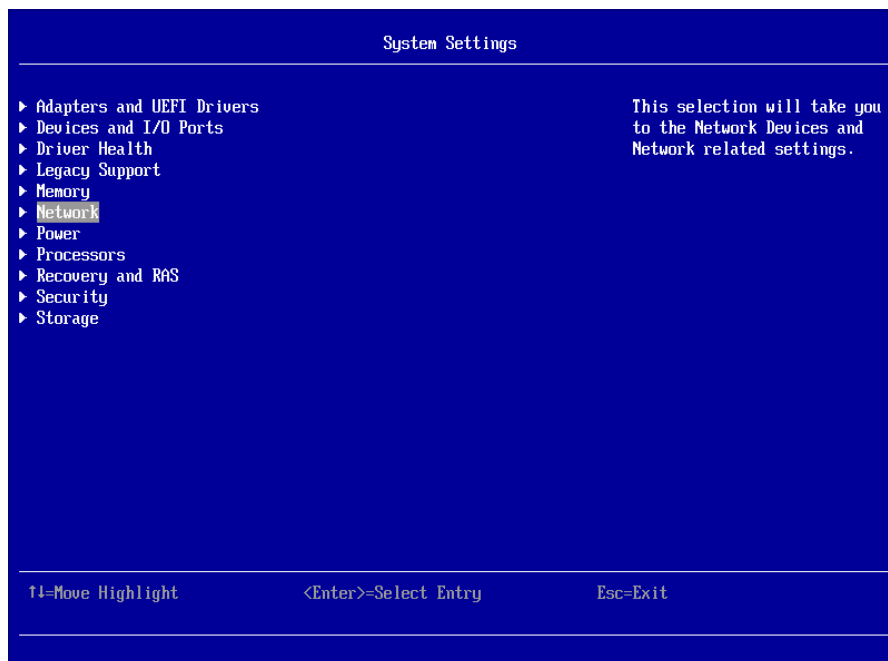 System Settings
▶ Adapters and UEFI Drivers
▶ Devices and I/O Ports
▶ Driver Health
▶ Legacy Support
▶ Memory
▶ Network
▶ Power
▶ Processors
▶ Recovery and RAS
▶ Security
▶ Storage
This selection will take you
to the Network Devices and
Network related settings.
↑↓=Move Highlight <Enter>=Select Entry Esc=Exit